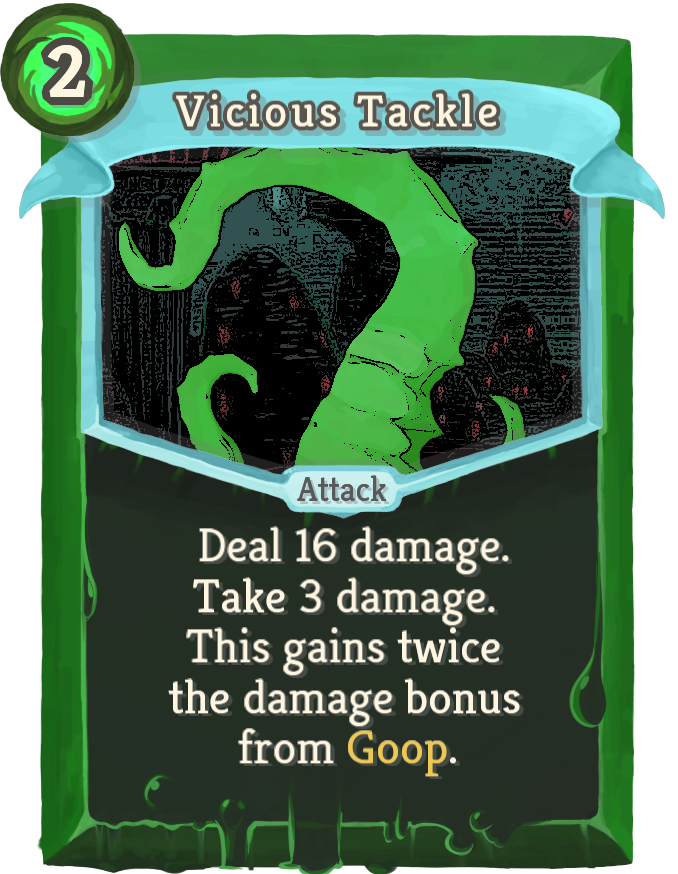 2
Vicious Tackle
Attack
Deal 16 damage.
Take 3 damage.
This gains twice
the damage bonus
from Goop.